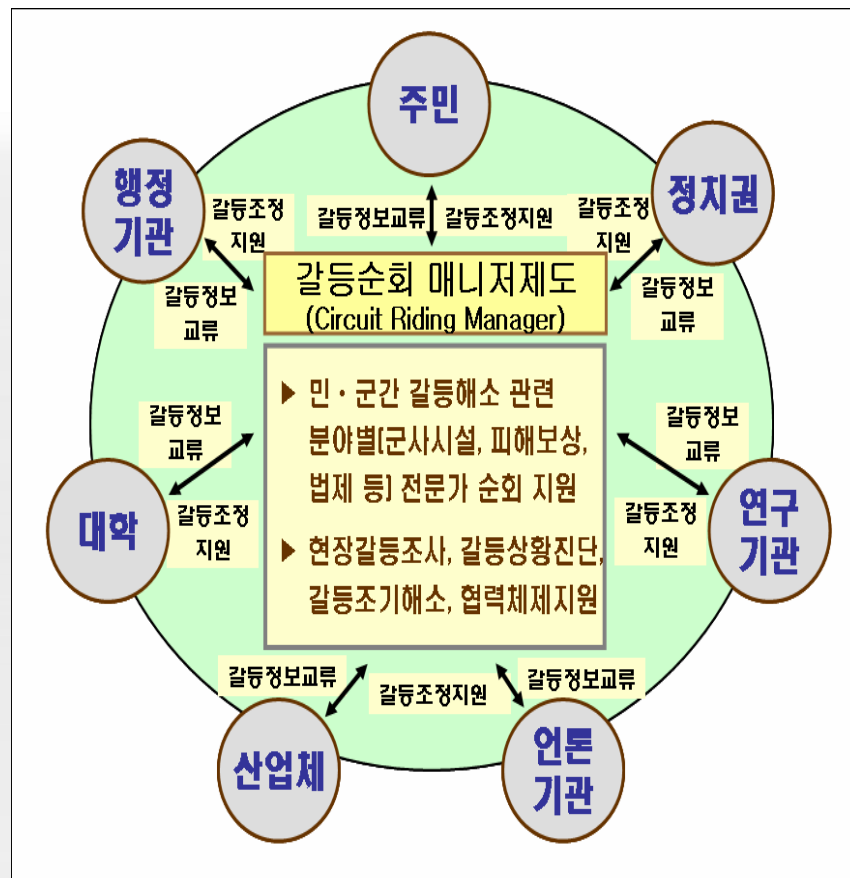 주민
행정
기관
정치권
갈등조정
지원
갈등정보교류
갈등조정지원
갈등조정
지원
갈등정보
교류
갈등순회 매니저제도
(Circuit Riding Manager)
갈등정보
교류
▶ 민·군간 갈등해소 관련
분야별(군사시설, 피해보상,
법제 등) 전문가 순회 지원
▶ 현장갈등조사, 갈등상황진단,
갈등조기해소, 협력체제지원
갈등정보
교류
갈등정보
교류
대학
갈등조정
지원
갈등조정
지원
연구
기관
갈등정보교류
갈등조정지원
갈등정보교류
산업체
언톤
기관